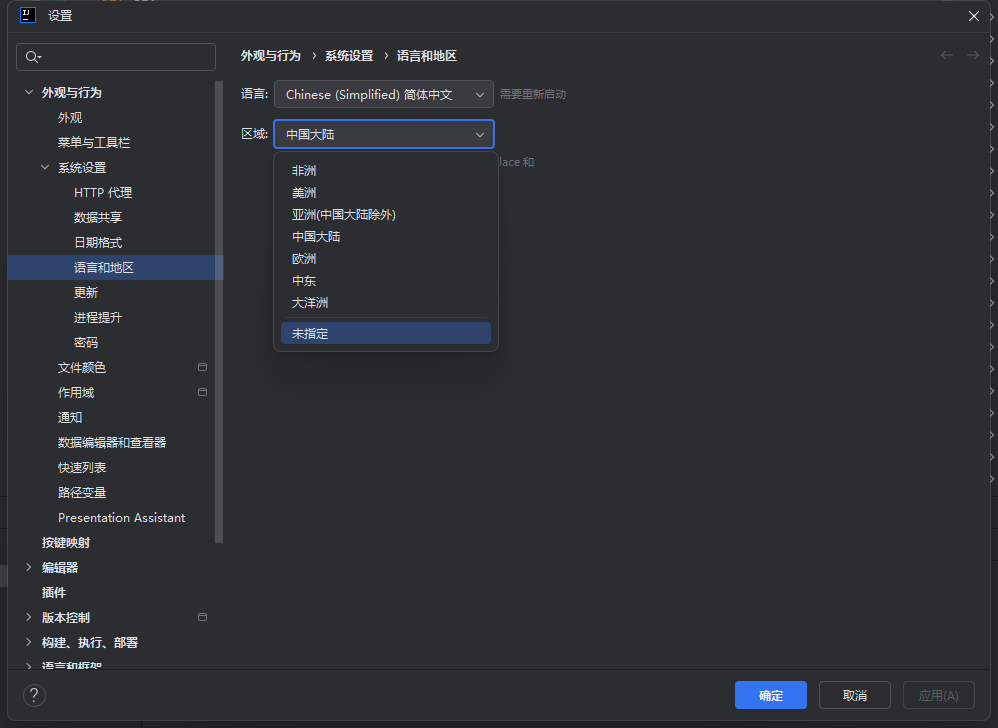 设置
外观与行为 › 系统设置 › 语言和地区
外观与行为
外观
菜单与工具栏
系统设置
HTTP 代理
数据共享
日期格式
语言和地区
更新
进程提升
密码
文件颜色
作用域
通知
数据编辑器和查看器
快速列表
路径变量
Presentation Assistant
按键映射
编辑器
插件
版本控制
构建、执行、部署
语言和框架
语言: Chinese (Simplified) 简体中文 需要重新启动
区域: 中国大陆
lace 和
非洲
美洲
亚洲(中国大陆除外)
中国大陆
欧洲
中东
大洋洲
未指定
?
确定
取消
应用(A)